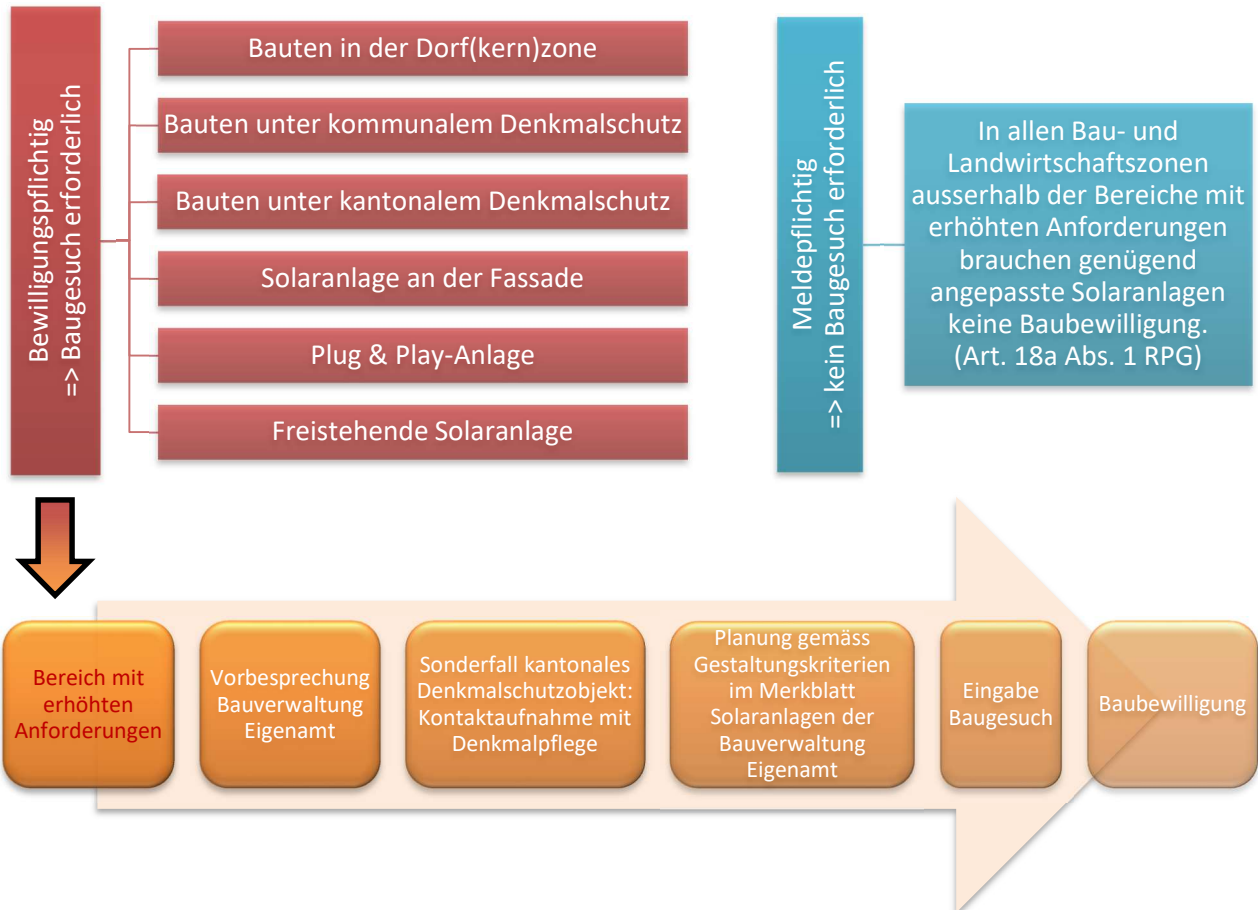 Bewilligungspflichtig
=> Baugesuch erforderlich
Bauten in der Dorf(kern)zone
Bauten unter kommunalem Denkmalschutz
Bauten unter kantonalem Denkmalschutz
Solaranlage an der Fassade
Plug & Play-Anlage
Freistehende Solaranlage
Meldepflichtig
=> kein Baugesuch erforderlich
In allen Bau- und
Landwirtschaftszonen
ausserhalb der Bereiche mit
erhöhten Anforderungen
brauchen genügend
angepasste Solaranlagen
keine Baubewilligung.
(Art. 18a Abs. 1 RPG)
Bereich mit
erhöhten
Anforderungen
Vorbesprechung
Bauverwaltung
Eigenamt
Sonderfall kantonales
Denkmalschutzobjekt:
Kontaktaufnahme mit
Denkmalpflege
Planung gemäss
Gestaltungskriterien
im Merkblatt
Solaranlagen der
Bauverwaltung
Eigenamt
Eingabe
Baugesuch
Baubewilligung